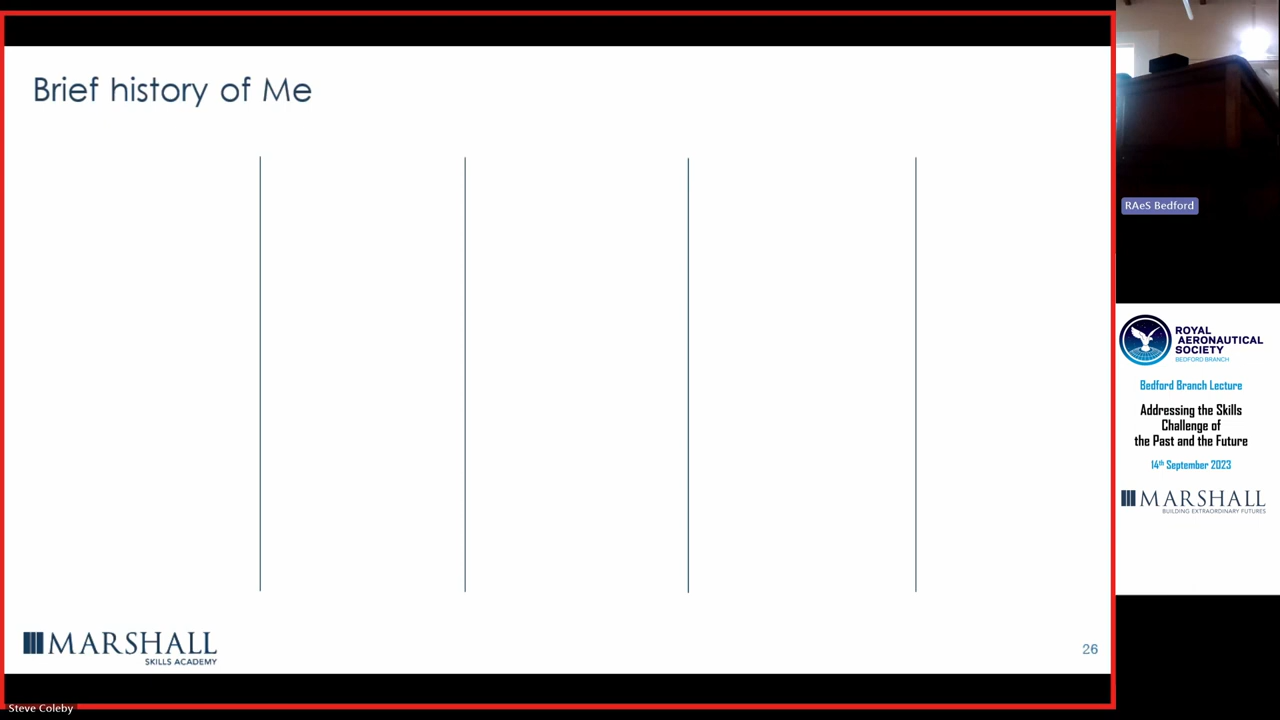 Brief history of Me
MARSHALL
SKILLS ACADEMY
26
Steve Coleby
RAeS Bedford
ROYAL
AERONAUTICAL
SOCIETY
BEDFORD BRANCH
Bedford Branch Lecture
Addressing the Skills
Challenge of
the Past and the Future
14th September 2023
MARSHALL
BUILDING EXTRAORDINARY FUTURES